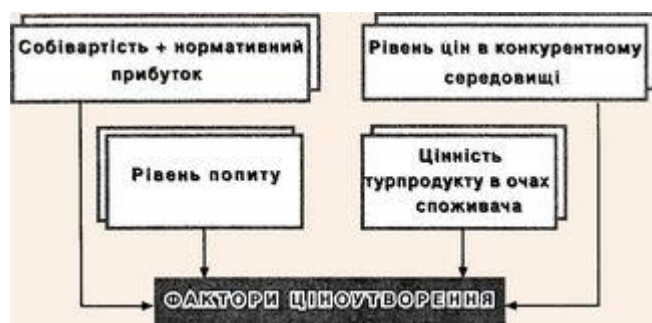 Собівартість + нормативний
прибуток
Рівень цін в конкурентному
середовищі
Рівень попиту
Цінність
турпродукту в очах
споживача
ФАКТОРИ ЦІНОУТВОРЕННЯ